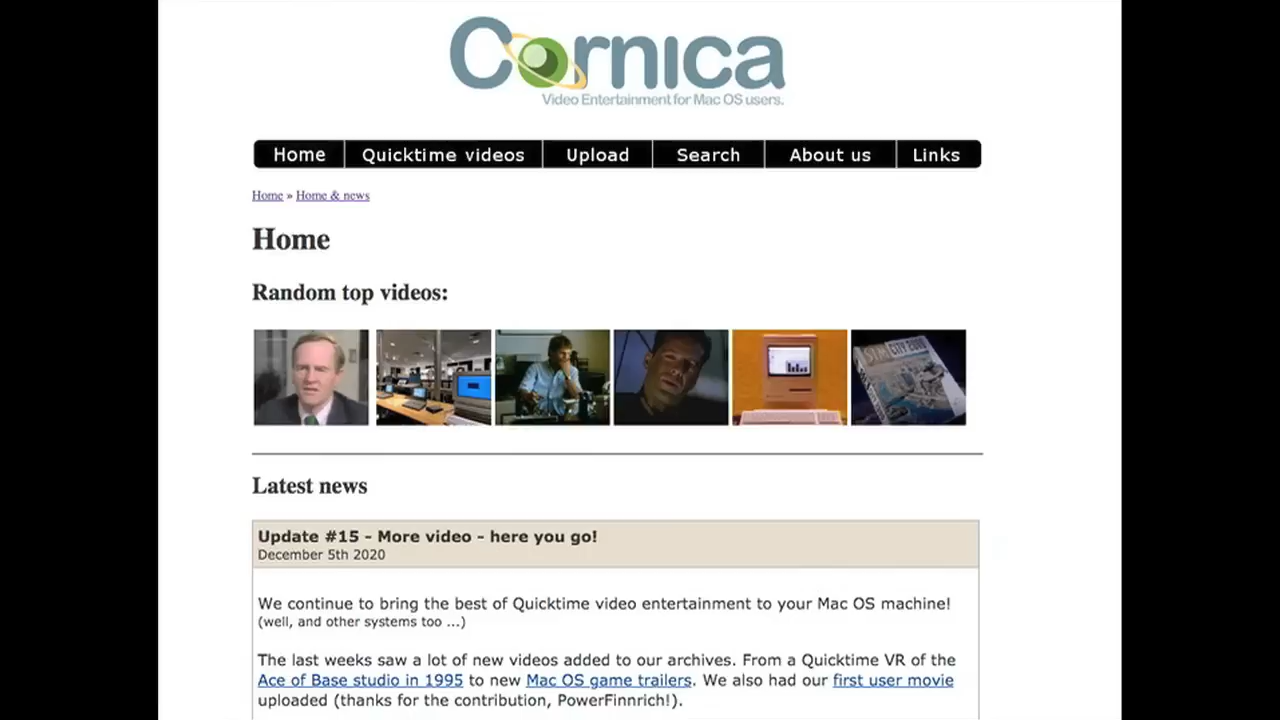 Cornica
Video Entertainment for Mac OS users.
Home Quicktime videos Upload Search About us Links
Home » Home & news
Home
Random top videos:
SIM CITY 2000
Latest news
Update #15 - More video - here you go!
December 5th 2020
We continue to bring the best of Quicktime video entertainment to your Mac OS machine!
(well, and other systems too ...)
The last weeks saw a lot of new videos added to our archives. From a Quicktime VR of the
Ace of Base studio in 1995 to new Mac OS game trailers. We also had our first user movie
uploaded (thanks for the contribution, PowerFinnrich!).